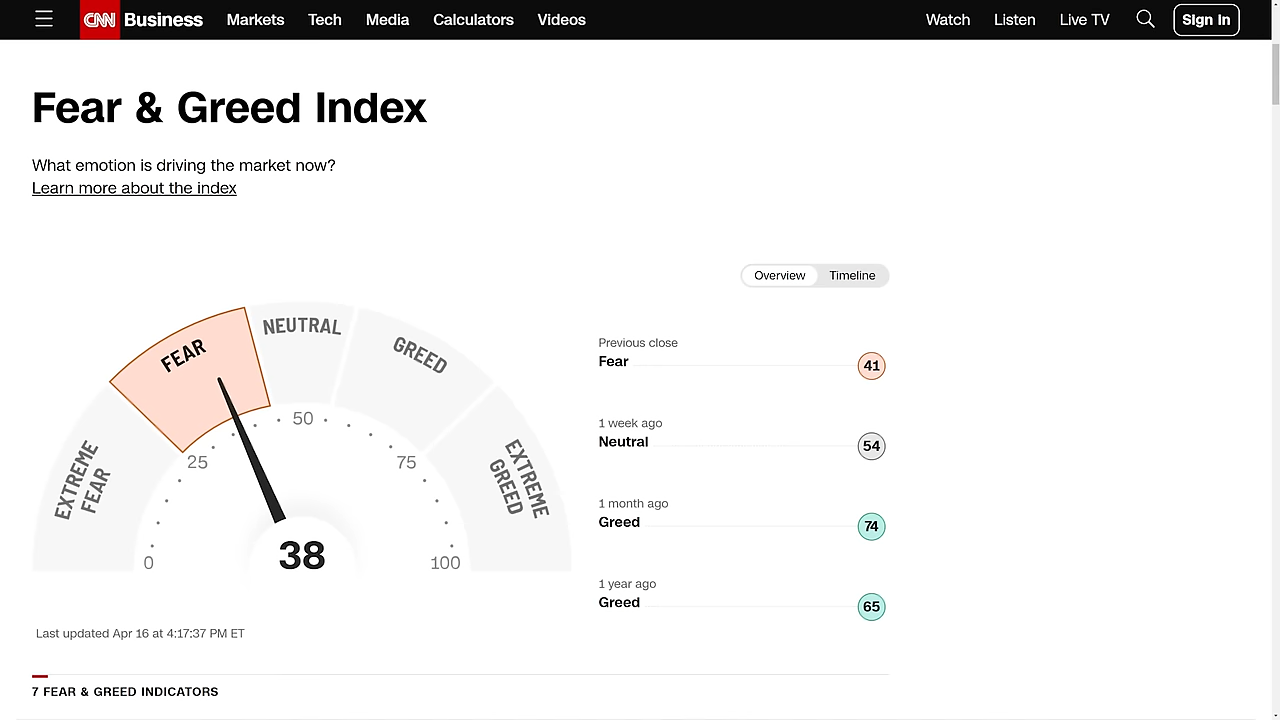 CNN Business Markets Tech Media Calculators Videos Watch Listen Live TV Sign In
Fear & Greed Index
What emotion is driving the market now?
Learn more about the index
Overview Timeline
EXTREME FEAR
FEAR
NEUTRAL
GREED
EXTREME GREED
0
25
50
75
100
38
Last updated Apr 16 at 4:17:37 PM ET
Previous close
Fear 41
1 week ago
Neutral 54
1 month ago
Greed 74
1 year ago
Greed 65
7 FEAR & GREED INDICATORS